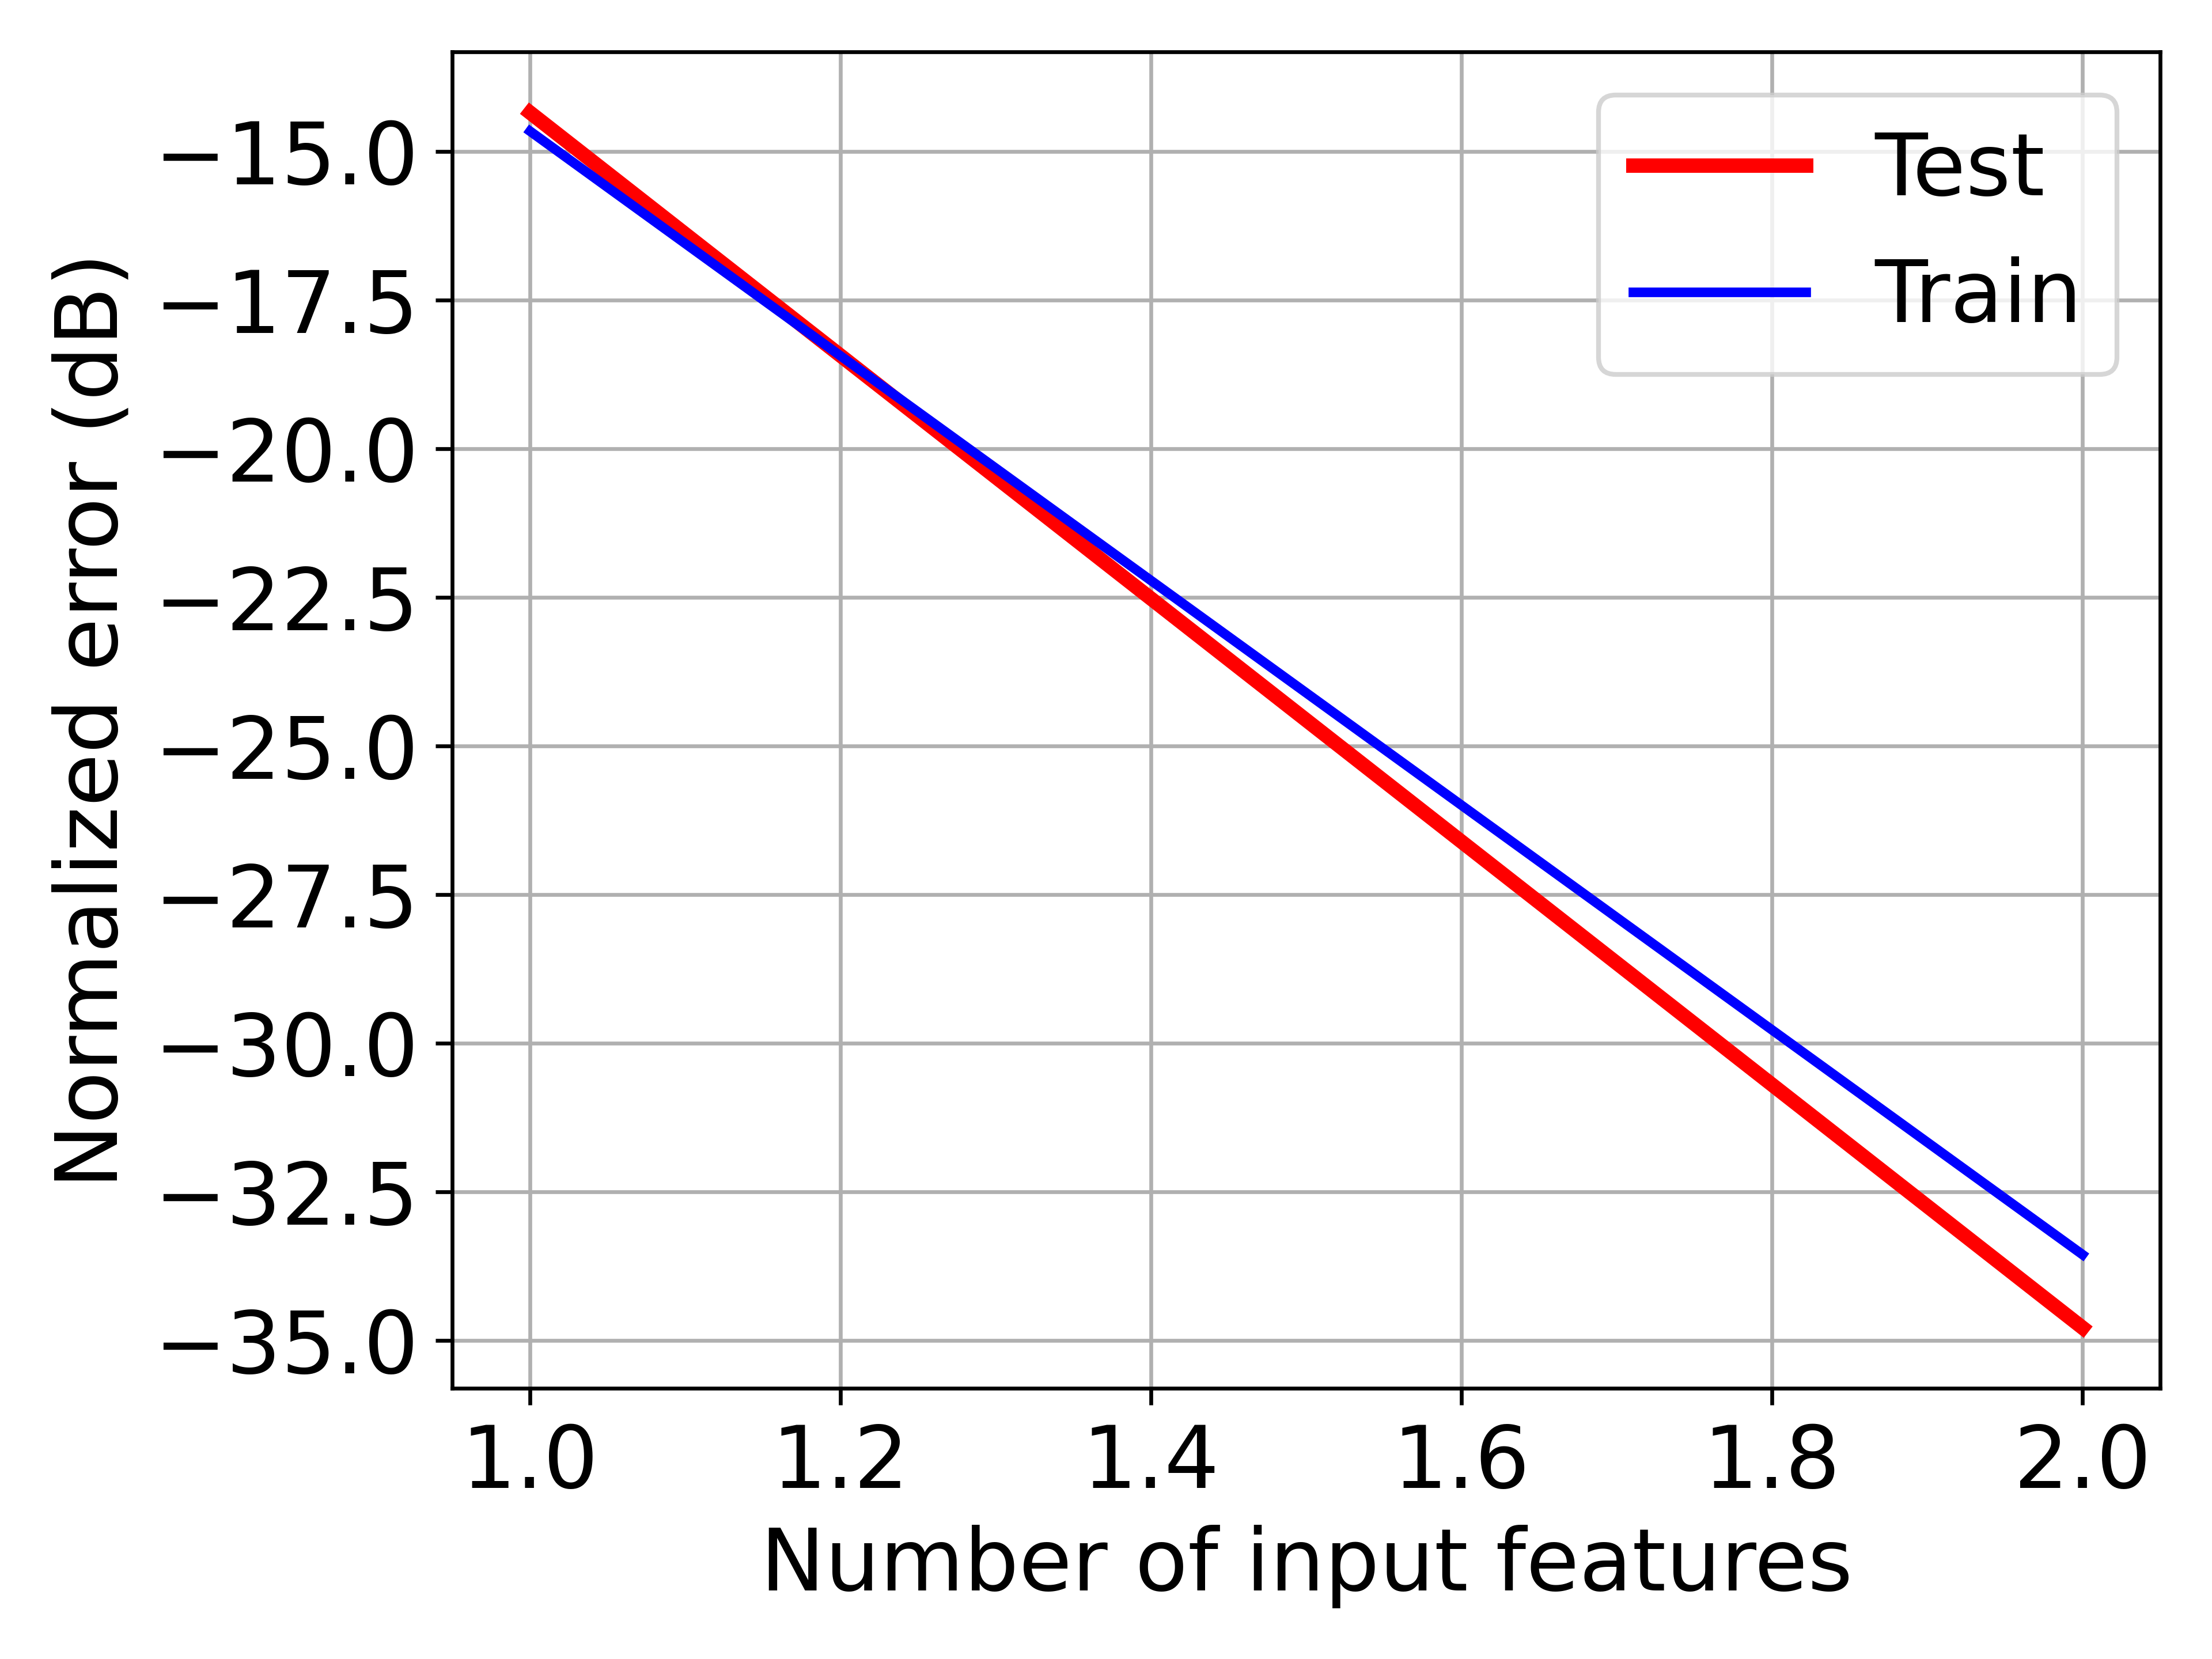 Normalized error (dB)
−15.0
−17.5
−20.0
−22.5
−25.0
−27.5
−30.0
−32.5
−35.0
Test
Train
1.0 1.2 1.4 1.6 1.8 2.0
Number of input features